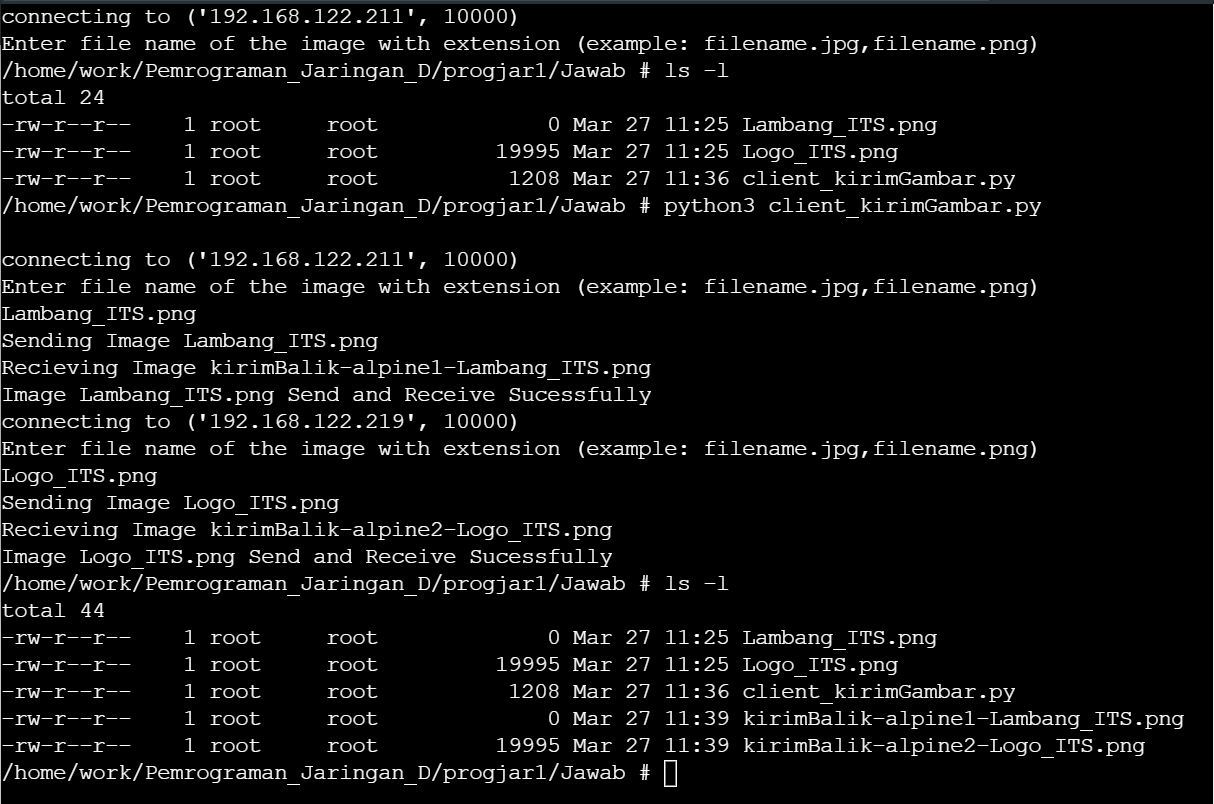 connecting to ('192.168.122.211', 10000)
Enter file name of the image with extension (example: filename.jpg,filename.png)
/home/work/Pemrograman_Jaringan_D/progjar1/Jawab # ls -l
total 24
-rw-r--r--    1 root     root             0 Mar 27 11:25 Lambang_ITS.png
-rw-r--r--    1 root     root         19995 Mar 27 11:25 Logo_ITS.png
-rw-r--r--    1 root     root          1208 Mar 27 11:36 client_kirimGambar.py
/home/work/Pemrograman_Jaringan_D/progjar1/Jawab # python3 client_kirimGambar.py
connecting to ('192.168.122.211', 10000)
Enter file name of the image with extension (example: filename.jpg,filename.png)
Lambang_ITS.png
Sending Image Lambang_ITS.png
Recieving Image kirimBalik-alpine1-Lambang_ITS.png
Image Lambang_ITS.png Send and Receive Sucessfully
connecting to ('192.168.122.219', 10000)
Enter file name of the image with extension (example: filename.jpg,filename.png)
Logo_ITS.png
Sending Image Logo_ITS.png
Recieving Image kirimBalik-alpine2-Logo_ITS.png
Image Logo_ITS.png Send and Receive Sucessfully
/home/work/Pemrograman_Jaringan_D/progjar1/Jawab # ls -l
total 44
-rw-r--r--    1 root     root             0 Mar 27 11:25 Lambang_ITS.png
-rw-r--r--    1 root     root         19995 Mar 27 11:25 Logo_ITS.png
-rw-r--r--    1 root     root          1208 Mar 27 11:36 client_kirimGambar.py
-rw-r--r--    1 root     root             0 Mar 27 11:39 kirimBalik-alpine1-Lambang_ITS.png
-rw-r--r--    1 root     root         19995 Mar 27 11:39 kirimBalik-alpine2-Logo_ITS.png
/home/work/Pemrograman_Jaringan_D/progjar1/Jawab #